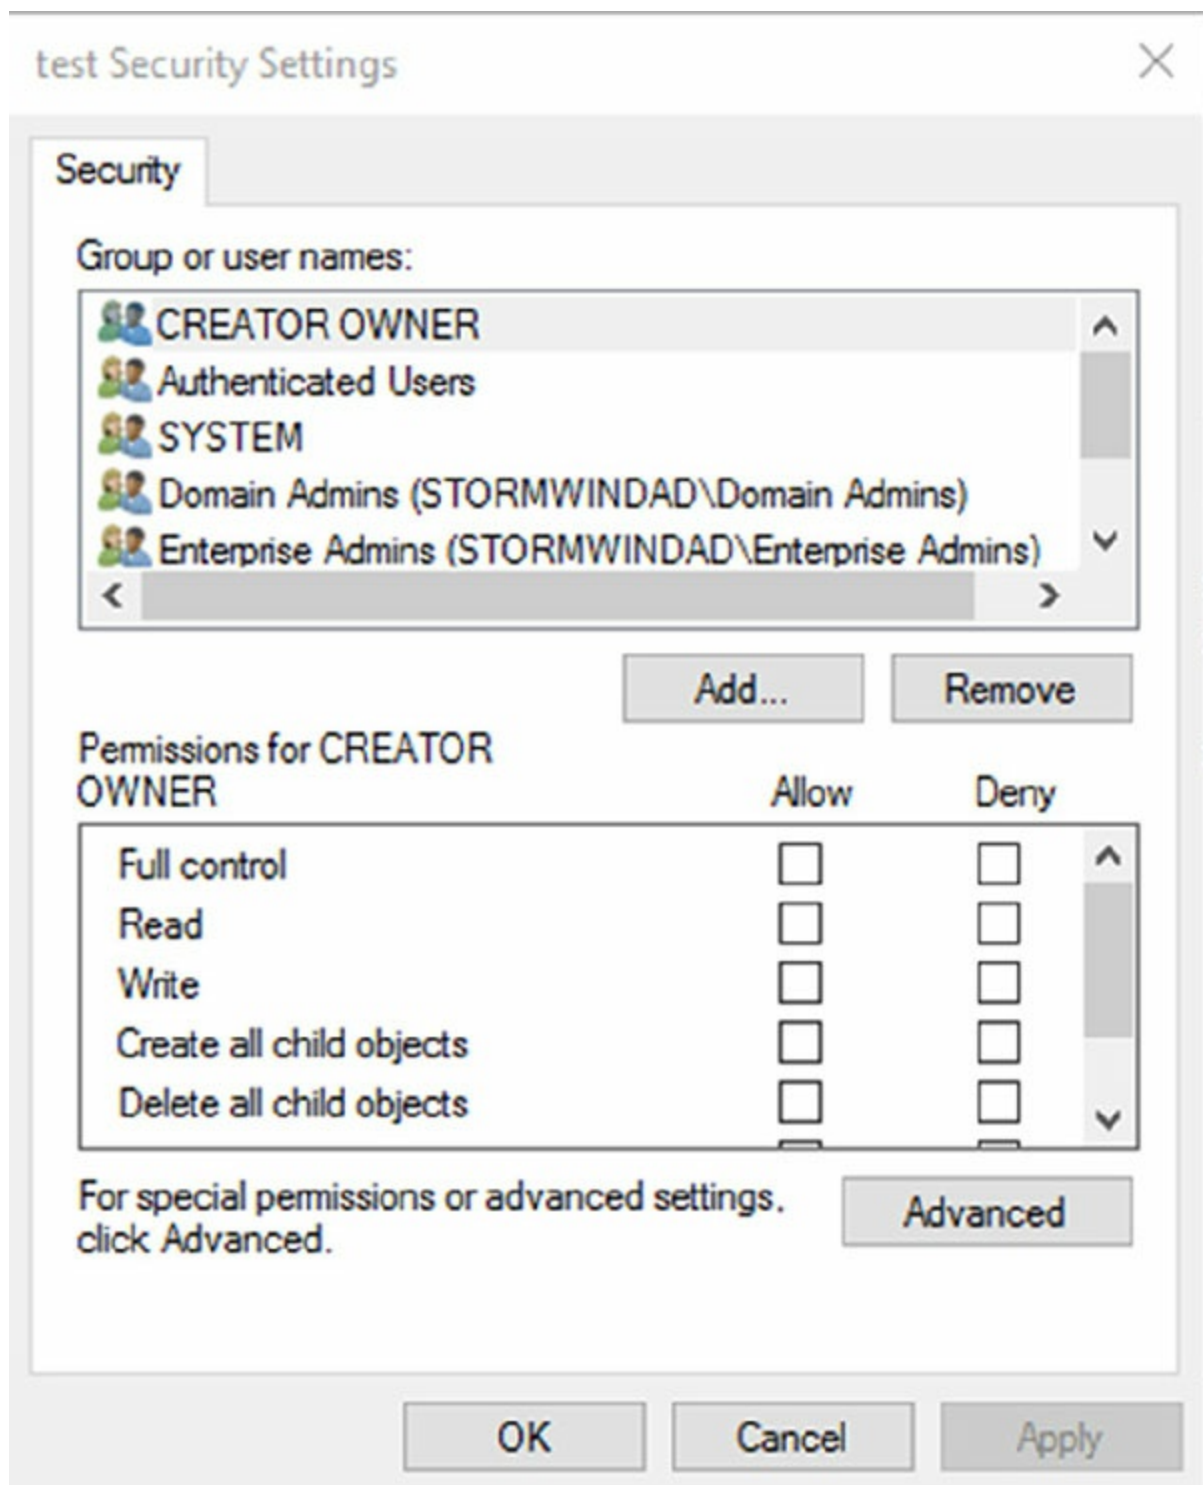 test Security Settings
Security
Group or user names:
CREATOR OWNER
Authenticated Users
SYSTEM
Domain Admins (STORMWINDAD\Domain Admins)
Enterprise Admins (STORMWINDAD\Enterprise Admins)
Add...
Remove
Permissions for CREATOR
OWNER
Allow
Deny
Full control
Read
Write
Create all child objects
Delete all child objects
For special permissions or advanced settings,
click Advanced.
Advanced
OK
Cancel
Apply